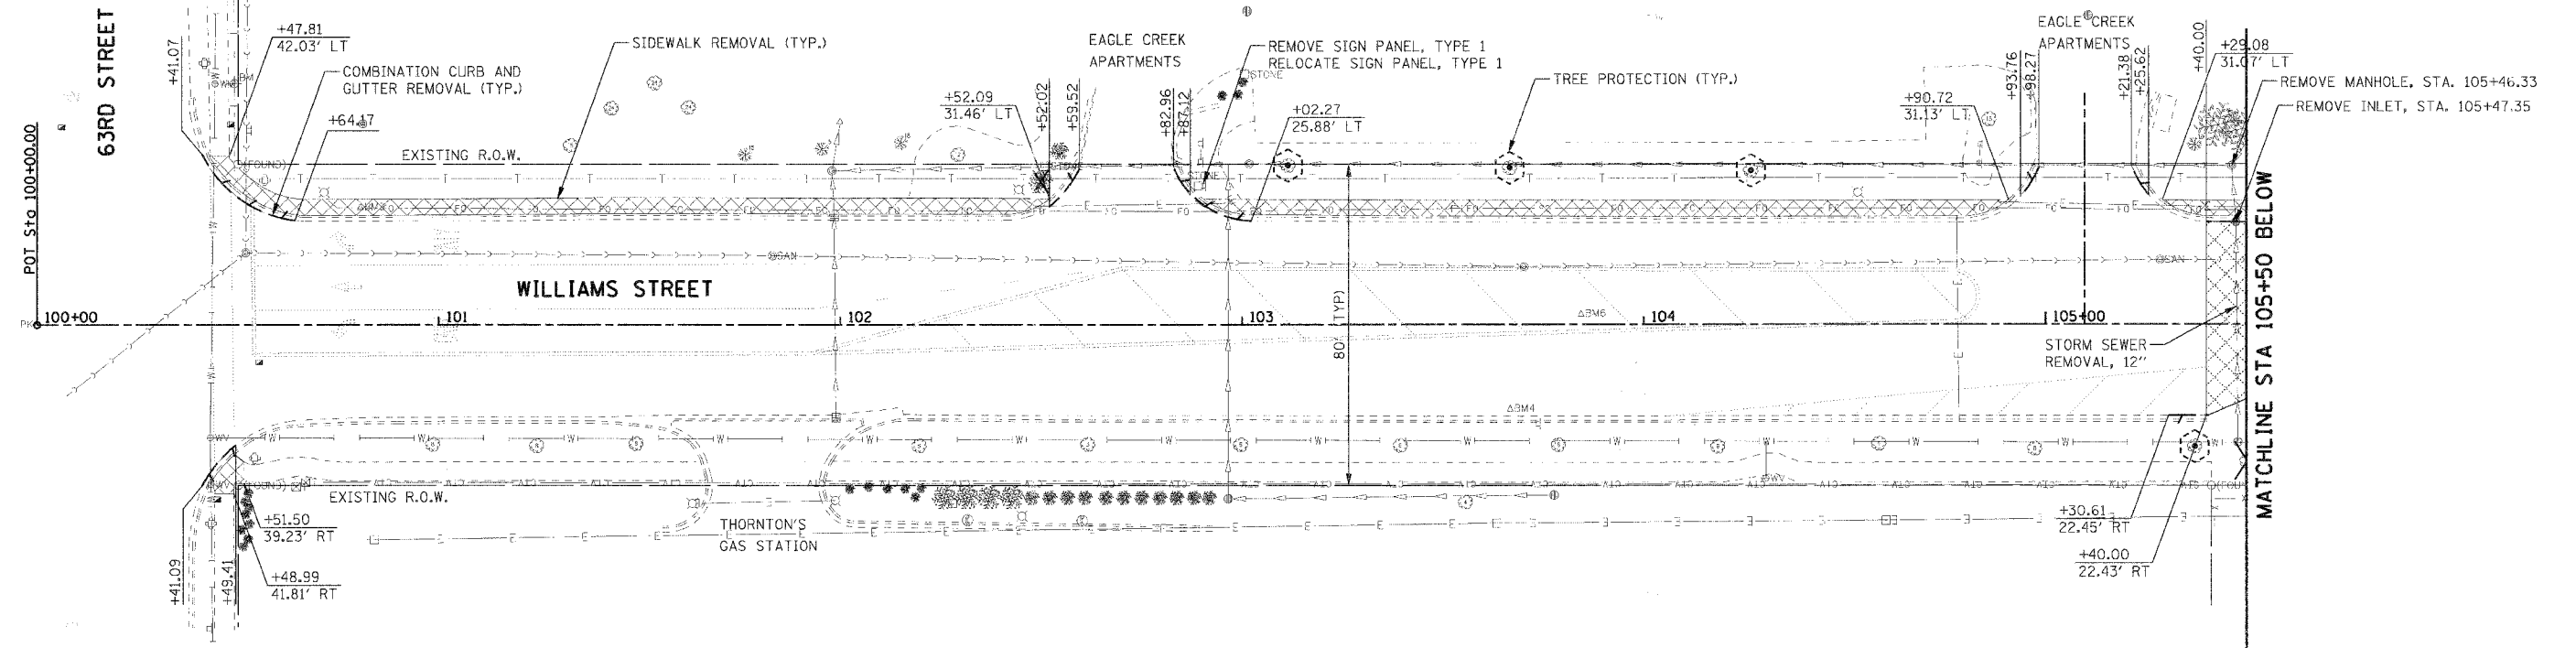 63RD STREET
+41.07
+47.81
42.03' LT
COMBINATION CURB AND
GUTTER REMOVAL (TYP.)
+64.17
SIDEWALK REMOVAL (TYP.)
EXISTING R.O.W.
EAGLE CREEK
APARTMENTS
+52.09
31.46' LT
+52.02
+59.52
+82.96
+87.12
REMOVE SIGN PANEL, TYPE 1
RELOCATE SIGN PANEL, TYPE 1
STONE
+02.27
25.88' LT
TREE PROTECTION (TYP.)
+90.72
31.13' LT
EAGLE CREEK
APARTMENTS
+93.76
+98.27
+21.38
+25.62
+40.00
+29.08
31.07' LT
REMOVE MANHOLE, STA. 105+46.33
REMOVE INLET, STA. 105+47.35
POT Sta 100+00.00
PK
100+00
101
102
103
104
105+00
WILLIAMS STREET
SAN
SAN
80' (TYP)
△BM6
△BM4
STORM SEWER
REMOVAL, 12"
MATCHLINE STA 105+50 BELOW
EXISTING R.O.W.
+51.50
39.23' RT
+48.99
41.81' RT
+41.09
+49.41
THORNTON'S
GAS STATION
+30.61
22.45' RT
+40.00
22.43' RT